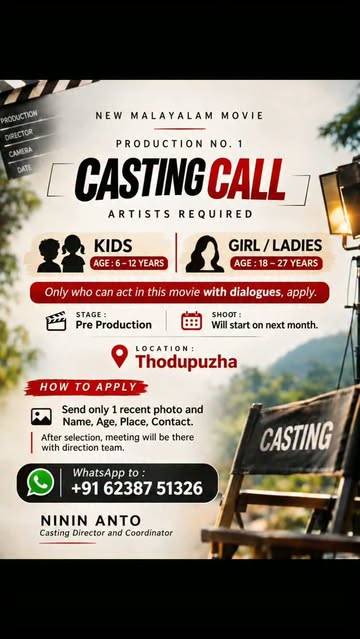 PRODUCTION
DIRECTOR
CAMERA
DATE
NEW MALAYALAM MOVIE
PRODUCTION NO. 1
CASTING CALL
ARTISTS REQUIRED
KIDS
AGE : 6 – 12 YEARS
GIRL / LADIES
AGE : 18 – 27 YEARS
Only who can act in this movie with dialogues, apply.
STAGE :
Pre Production
SHOOT :
Will start on next month.
LOCATION :
Thodupuzha
HOW TO APPLY
Send only 1 recent photo and
Name, Age, Place, Contact.
After selection, meeting will be there
with direction team.
WhatsApp to :
+91 62387 51326
NININ ANTO
Casting Director and Coordinator
CASTING